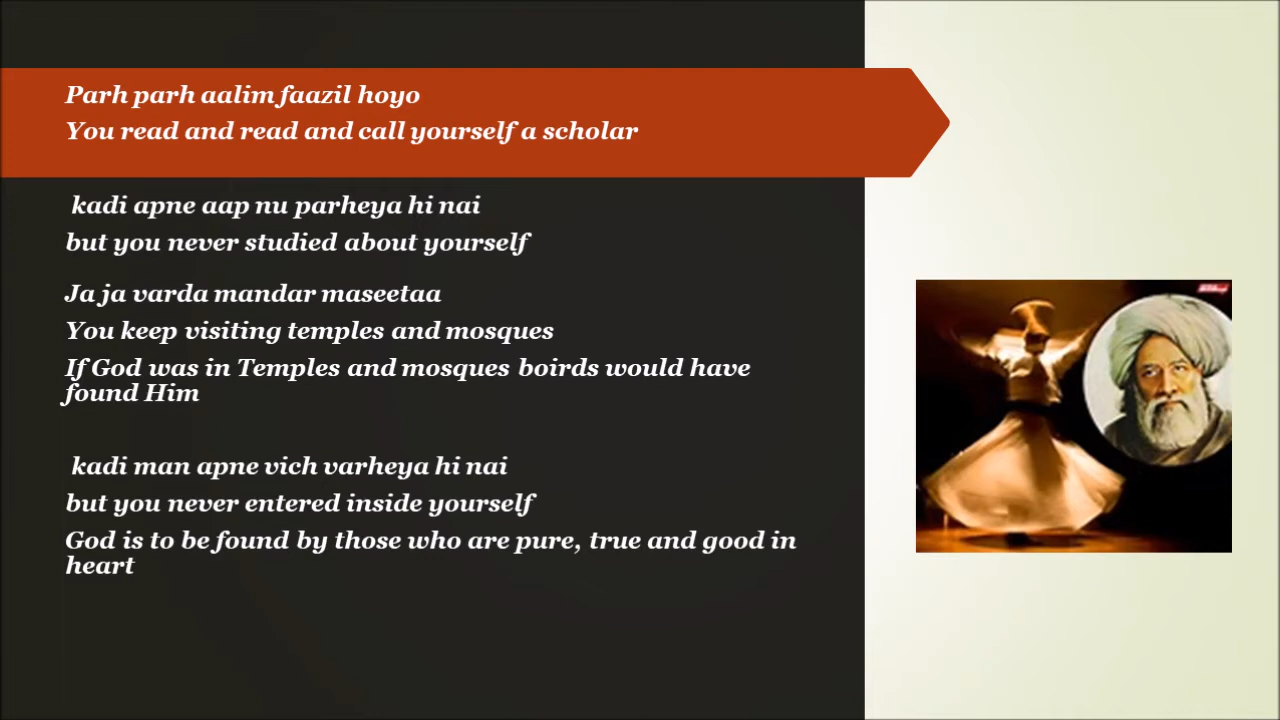 Parh parh aalim faazil hoyo
You read and read and call yourself a scholar
kadi apne aap nu parheya hi nai
but you never studied about yourself
Ja ja varda mandar maseetaa
You keep visiting temples and mosques
If God was in Temples and mosques boirds would have
found Him
kadi man apne vich varheya hi nai
but you never entered inside yourself
God is to be found by those who are pure, true and good in
heart